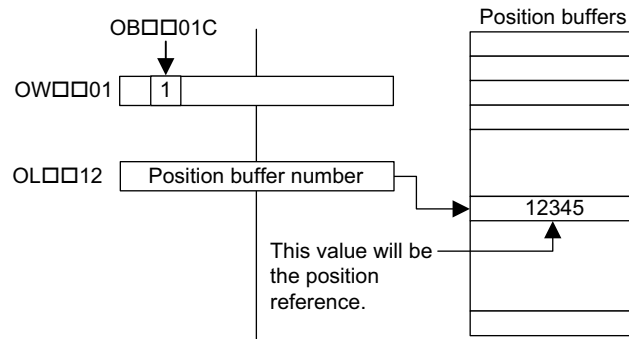 Position buffers
OB□□01C
OW□□01
1
OL□□12
Position buffer number
12345
This value will be
the position
reference.